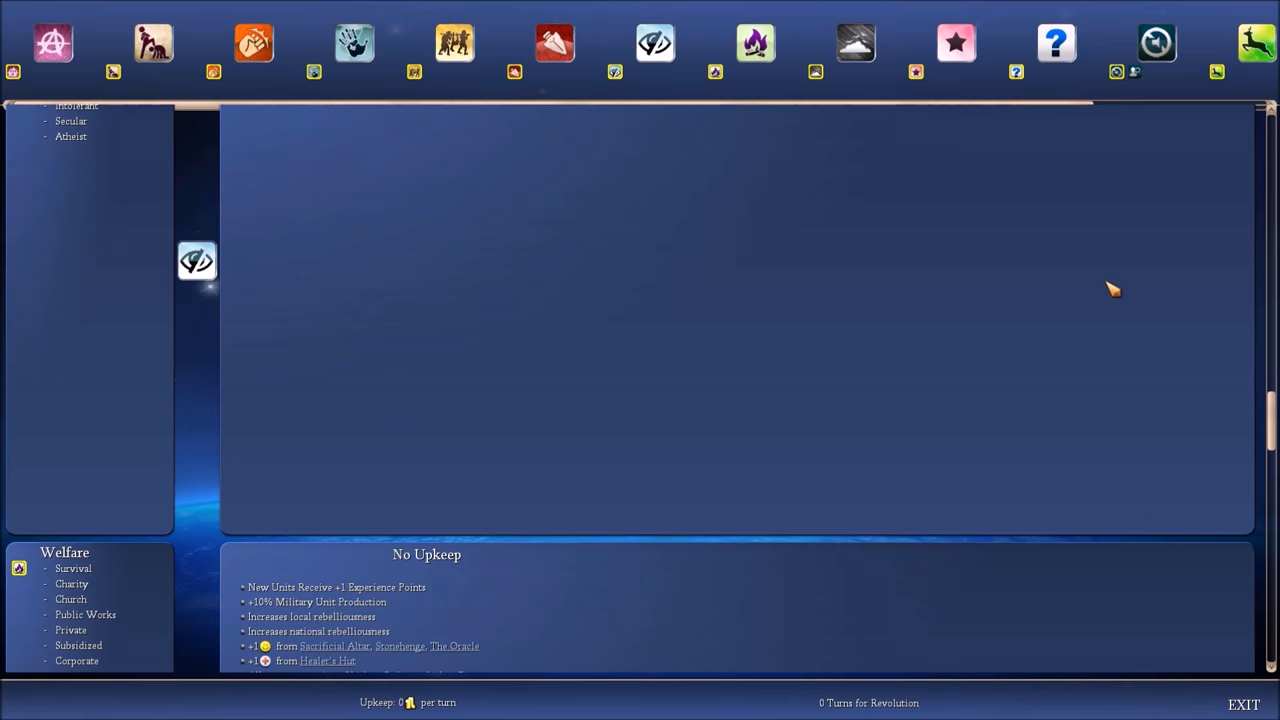 Intolerant
- Secular
- Atheist
Welfare
- Survival
- Charity
- Church
- Public Works
- Private
- Subsidized
- Corporate
No Upkeep
• New Units Receive +1 Experience Points
• +10% Military Unit Production
• Increases local rebelliousness
• Increases national rebelliousness
• +1 from Sacrificial Altar, Stonehenge, The Oracle
• +1 from Healer's Hut
Upkeep: 0 per turn
0 Turns for Revolution
EXIT